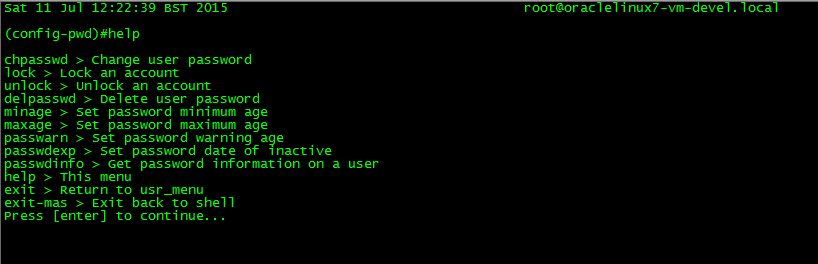 Sat 11 Jul 12:22:39 BST 2015 root@oraclelinux7-vm-devel.local
(config-pwd)#help
chpasswd > Change user password
lock > Lock an account
unlock > Unlock an account
delpasswd > Delete user password
minage > Set password minimum age
maxage > Set password maximum age
passwarn > Set password warning age
passwdexp > Set password date of inactive
passwdinfo > Get password information on a user
help > This menu
exit > Return to usr_menu
exit-mas > Exit back to shell
Press [enter] to continue...